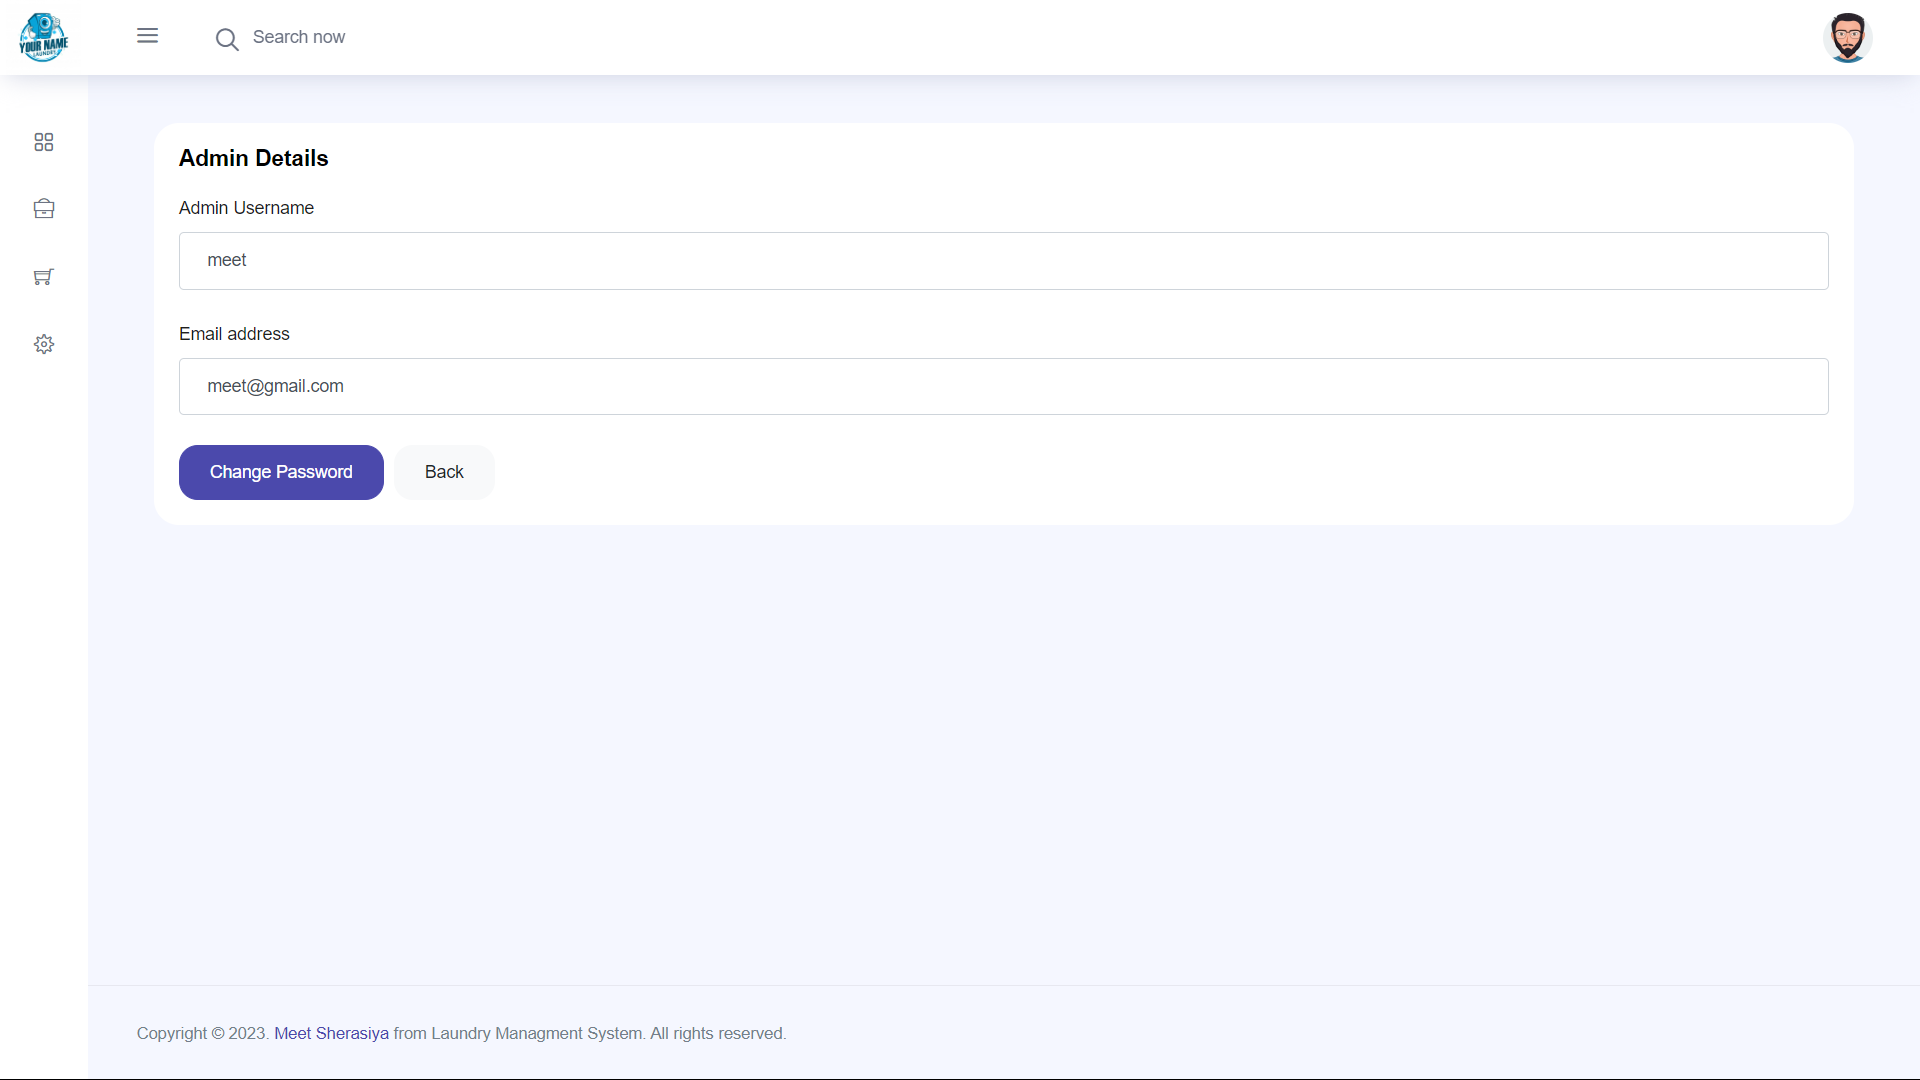 YOUR NAME
LAUNDRY
Search now
Admin Details
Admin Username
meet
Email address
meet@gmail.com
Change Password
Back
Copyright © 2023. Meet Sherasiya from Laundry Managment System. All rights reserved.